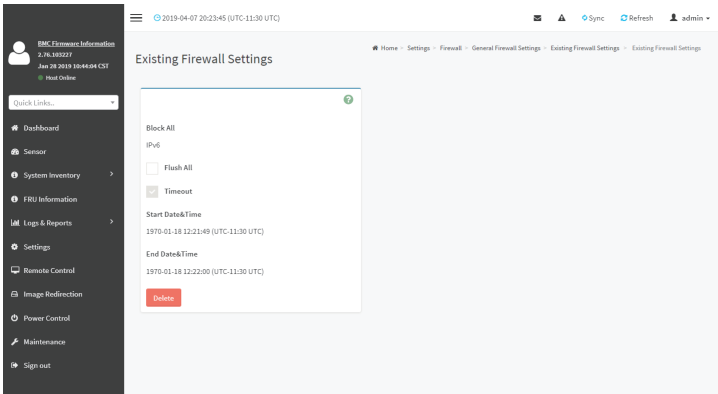 BMC Firmware Information
2.76.103227
Jan 28 2019 10:44:04 CST
Host Online
Quick Links..
Dashboard
Sensor
System Inventory
FRU Information
Logs & Reports
Settings
Remote Control
Image Redirection
Power Control
Maintenance
Sign out
2019-04-07 20:23:45 (UTC-11:30 UTC)
Sync
Refresh
admin
Existing Firewall Settings
Home > Settings > Firewall > General Firewall Settings > Existing Firewall Settings > Existing Firewall Settings
Block All
IPv6
Flush All
Timeout
Start Date&Time
1970-01-18 12:21:49 (UTC-11:30 UTC)
End Date&Time
1970-01-18 12:22:00 (UTC-11:30 UTC)
Delete